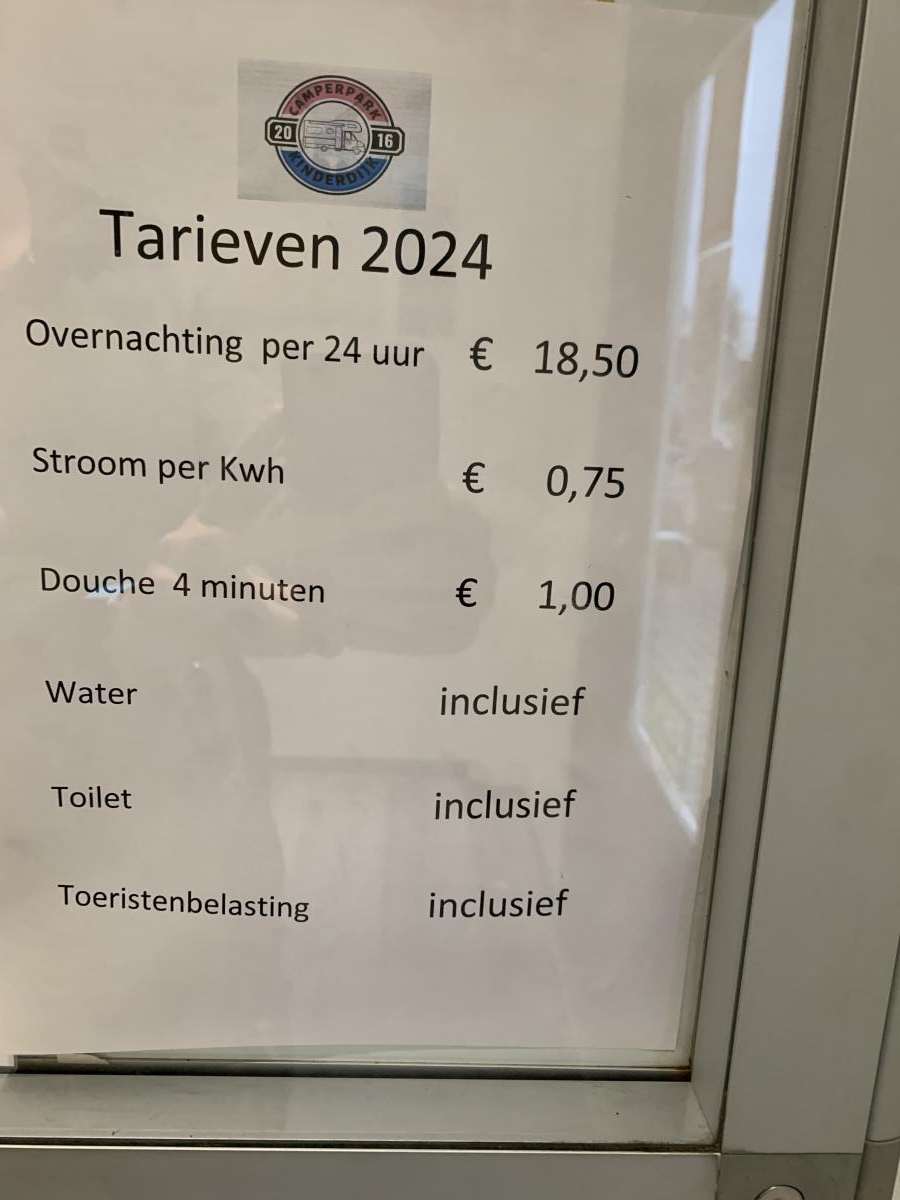 CAMPERPARK
20 16
KINDERDIJK
Tarieven 2024
Overnachting per 24 uur € 18,50
Stroom per Kwh € 0,75
Douche 4 minuten € 1,00
Water inclusief
Toilet inclusief
Toeristenbelasting inclusief